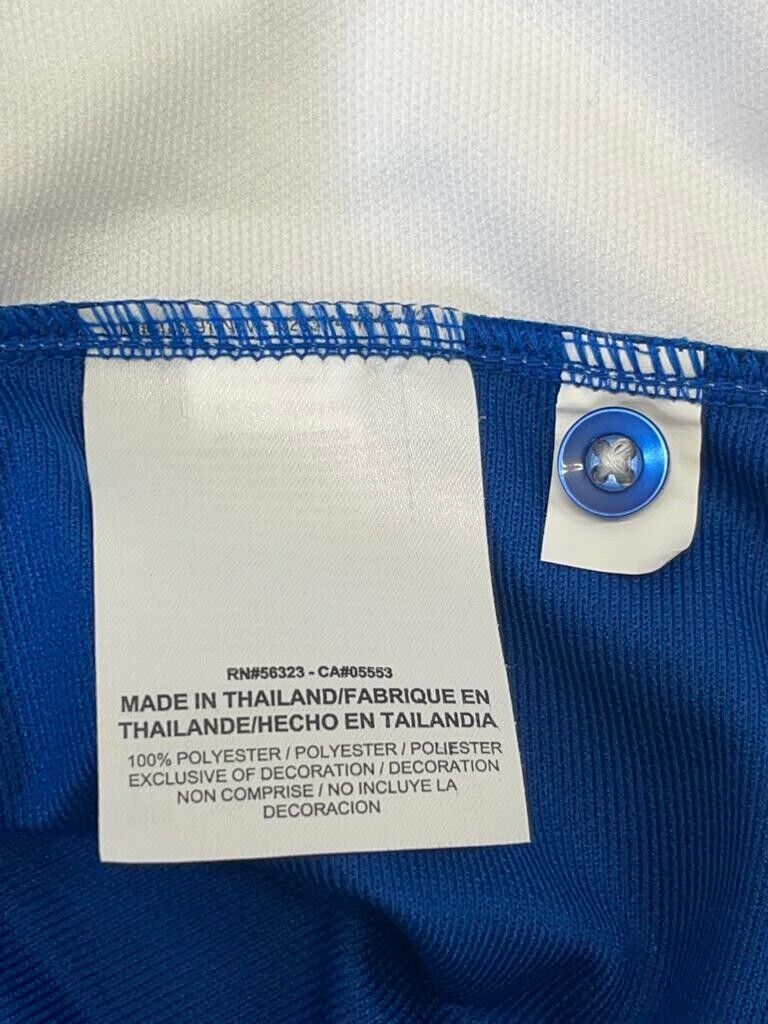 RN#56323 - CA#05553
MADE IN THAILAND/FABRIQUE EN
THAILANDE/HECHO EN TAILANDIA
100% POLYESTER / POLYESTER / POLIESTER
EXCLUSIVE OF DECORATION / DECORATION
NON COMPRISE / NO INCLUYE LA
DECORACION